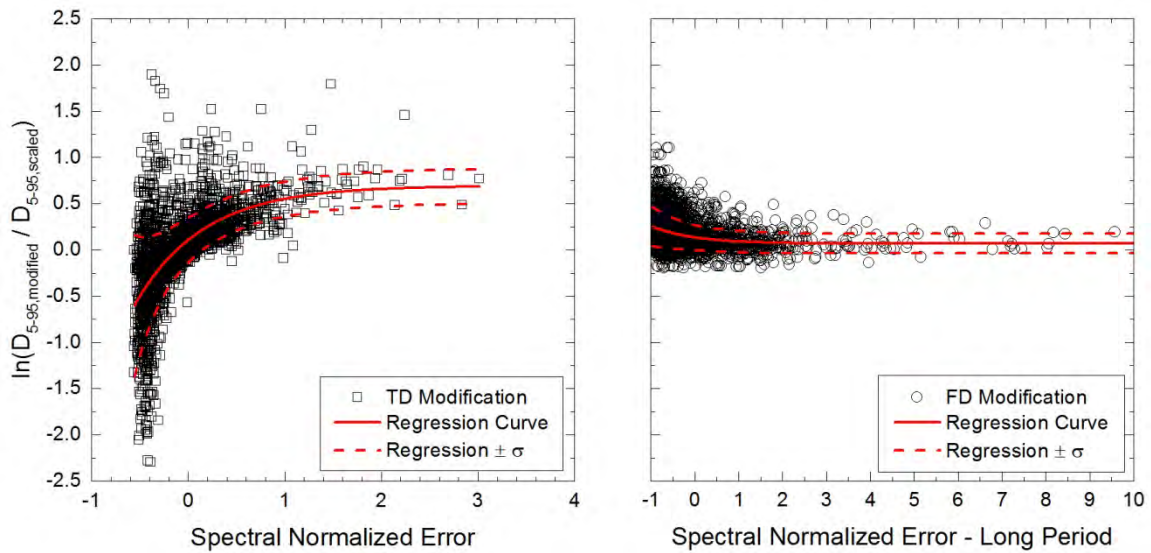 ln(D5-95,modified / D5-95,scaled)
2.5
2.0
1.5
1.0
0.5
0.0
-0.5
-1.0
-1.5
-2.0
-2.5
TD Modification
Regression Curve
Regression ± σ
-1 0 1 2 3 4
Spectral Normalized Error
FD Modification
Regression Curve
Regression ± σ
-1 0 1 2 3 4 5 6 7 8 9 10
Spectral Normalized Error - Long Period